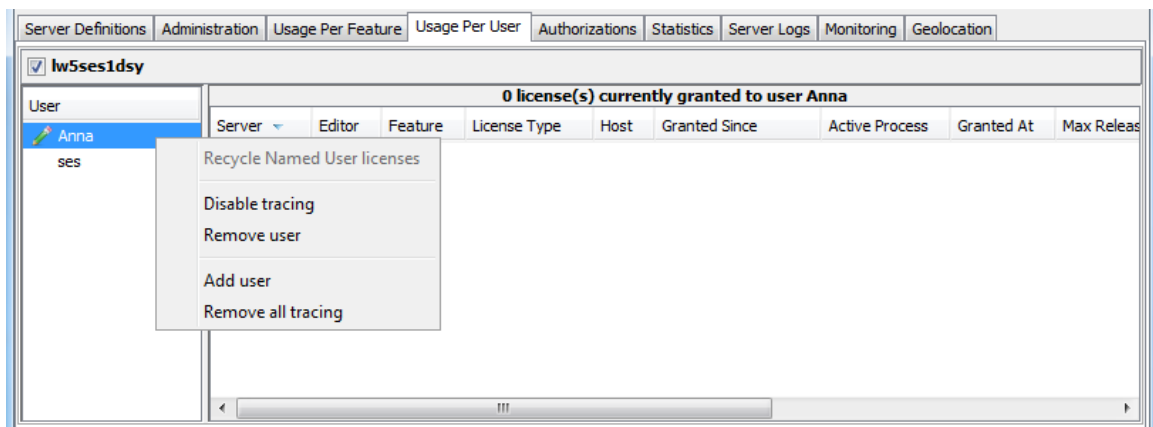 Server Definitions Administration Usage Per Feature Usage Per User Authorizations Statistics Server Logs Monitoring Geolocation
lw5ses1dsy
User
0 license(s) currently granted to user Anna
Server Editor Feature License Type Host Granted Since Active Process Granted At Max Releas
Anna
ses
Recycle Named User licenses
Disable tracing
Remove user
Add user
Remove all tracing